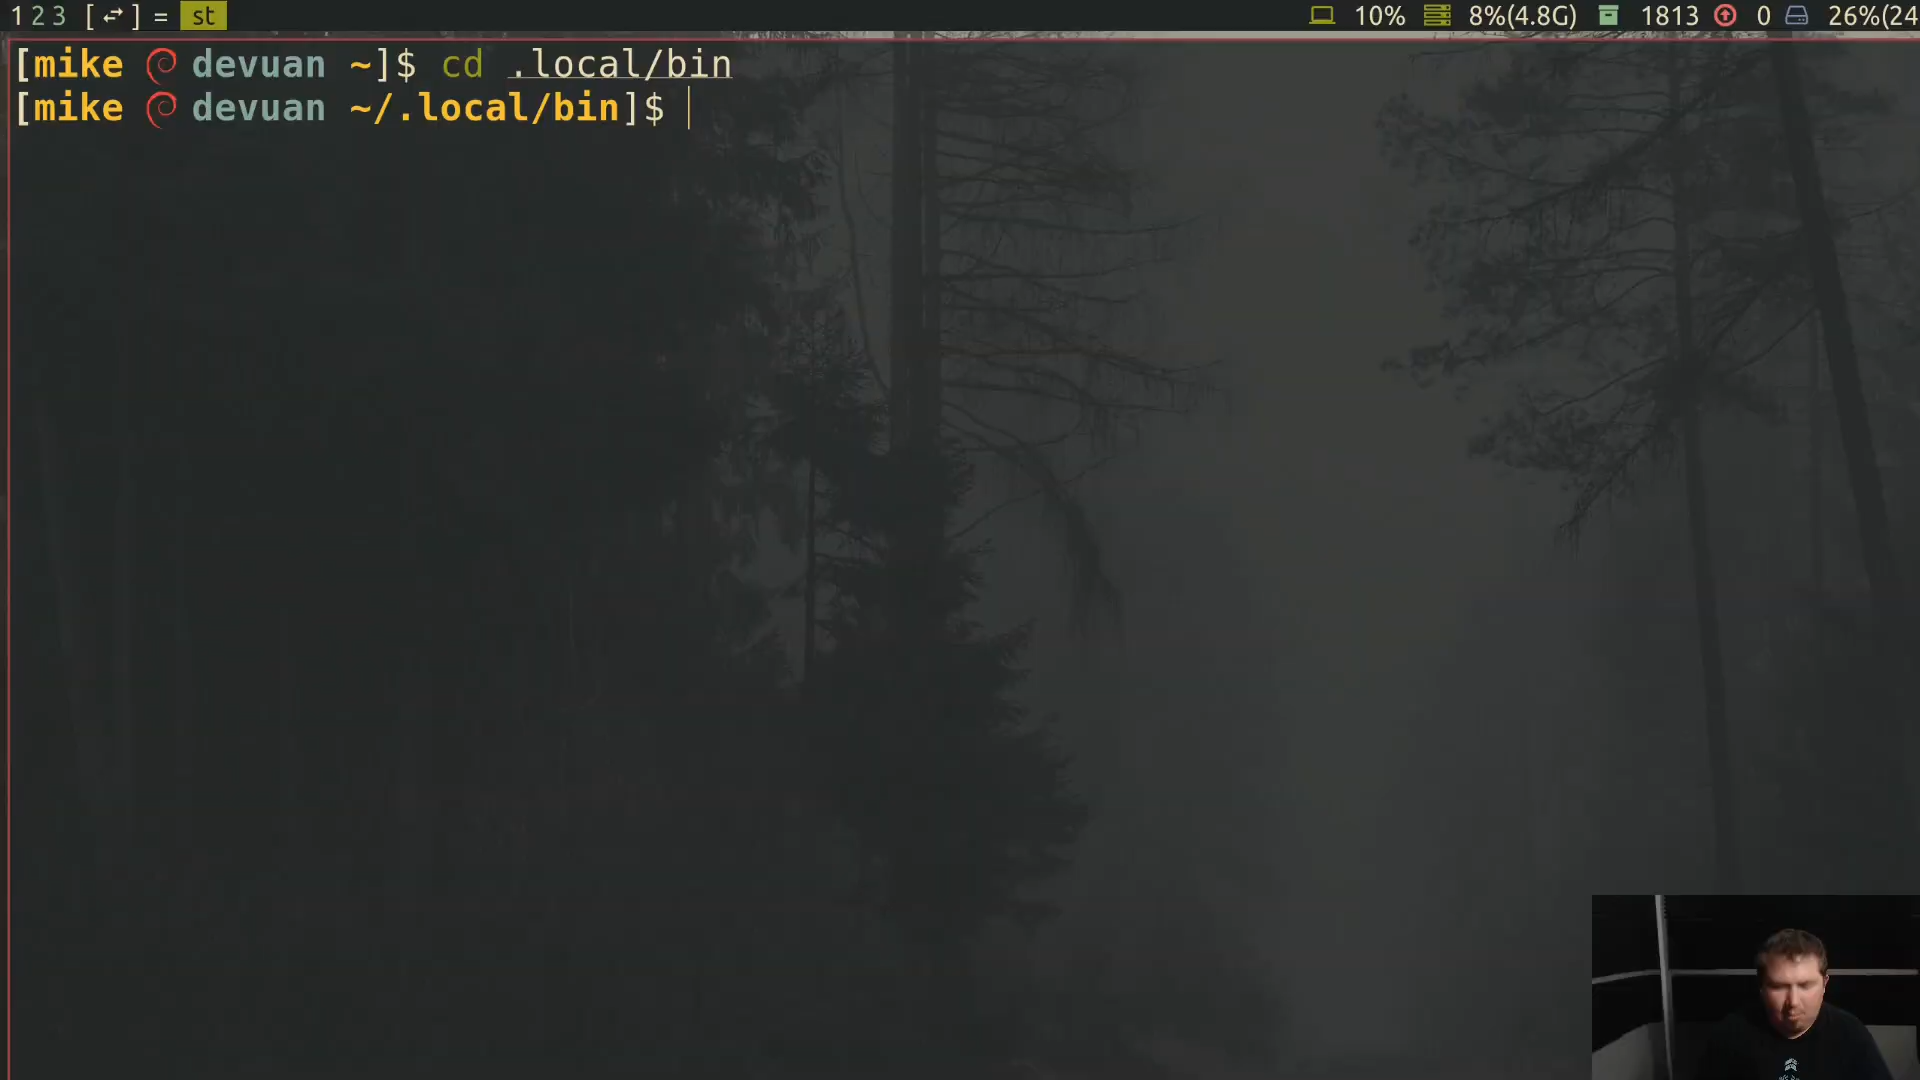 1 2 3 [⇄] = st 10% 8%(4.8G) 1813 0 26%(24
[mike devuan ~]$ cd .local/bin
[mike devuan ~/.local/bin]$